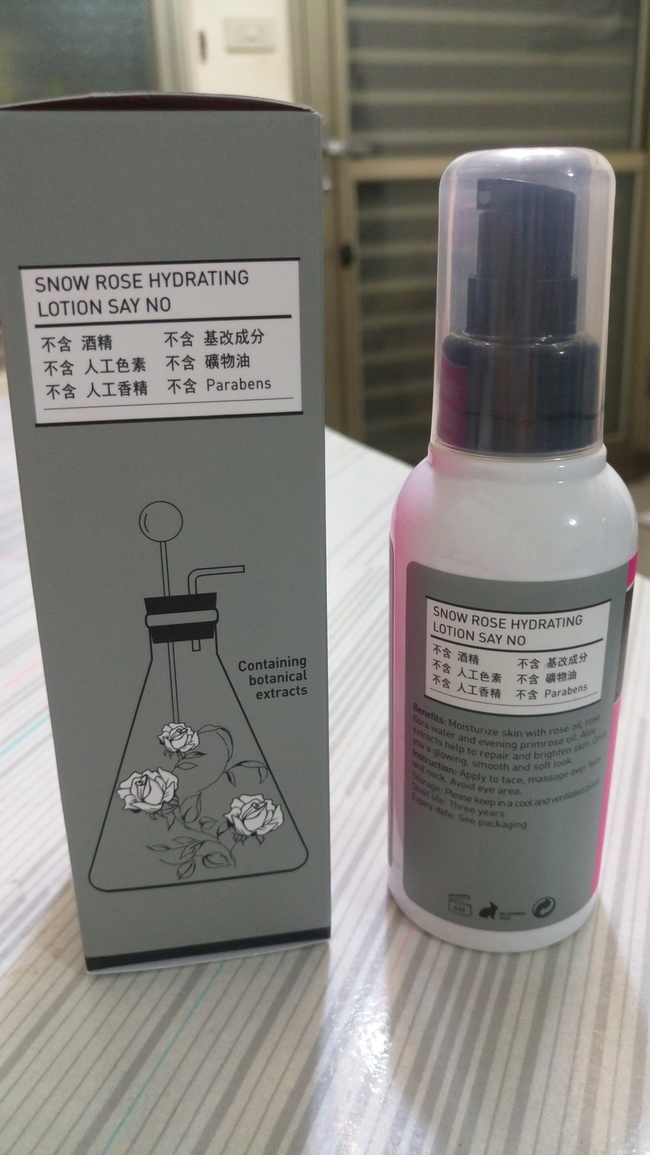 SNOW ROSE HYDRATING
LOTION SAY NO
不含 酒精 不含 基改成分
不含 人工色素 不含 礦物油
不含 人工香精 不含 Parabens
Containing
botanical
extracts
SNOW ROSE HYDRATING
LOTION SAY NO
不含 酒精 不含 基改成分
不含 人工色素 不含 礦物油
不含 人工香精 不含 Parabens
Benefits: Moisturize skin with rose oil, rose
flora water and evening primrose oil. Aloe
extracts help to repair and brighten skin.
you a glowing, smooth and soft look.
Instruction: Apply to face, massage over face
and neck. Avoid eye area.
Storage: Please keep in a cool and ventilated place.
Shelf life: Three years
Expiry date: See packaging